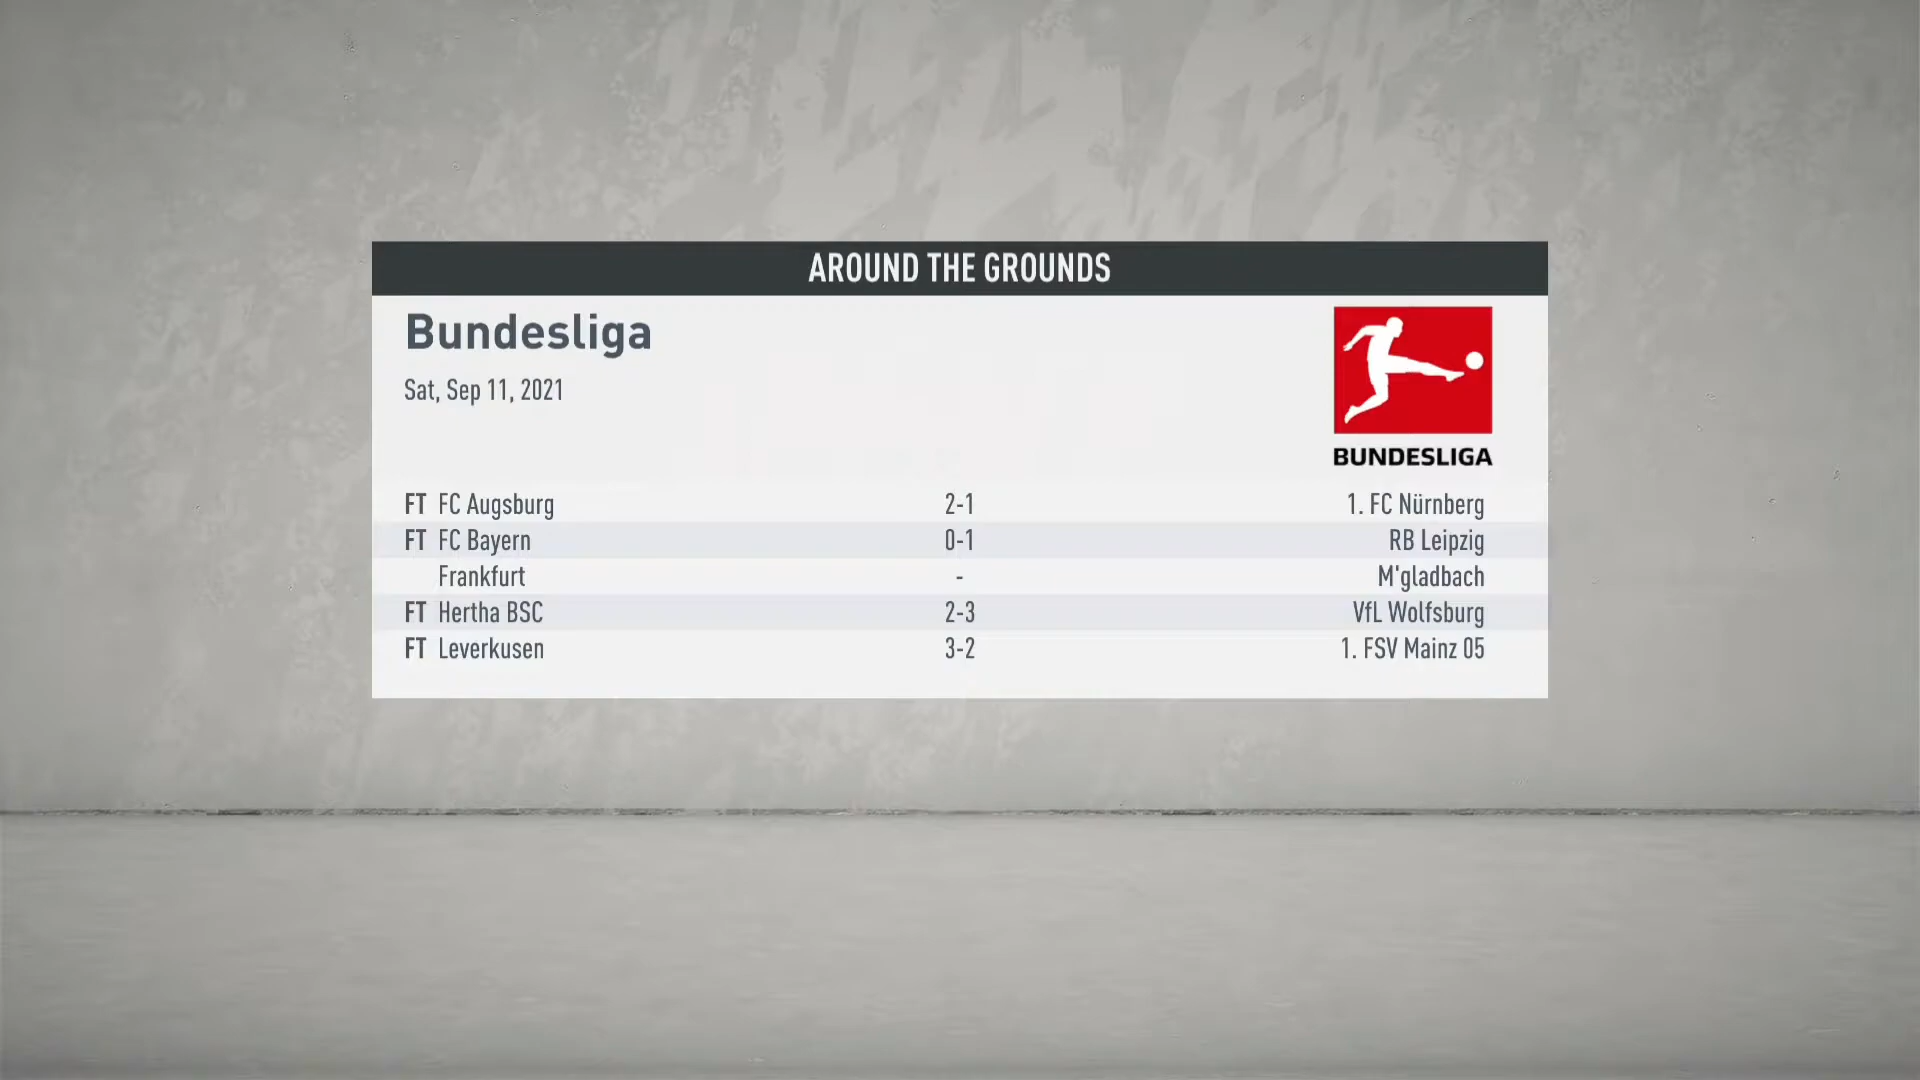 AROUND THE GROUNDS
Bundesliga
Sat, Sep 11, 2021
BUNDESLIGA
FT FC Augsburg 2-1 1. FC Nürnberg
FT FC Bayern 0-1 RB Leipzig
Frankfurt - M'gladbach
FT Hertha BSC 2-3 VfL Wolfsburg
FT Leverkusen 3-2 1. FSV Mainz 05